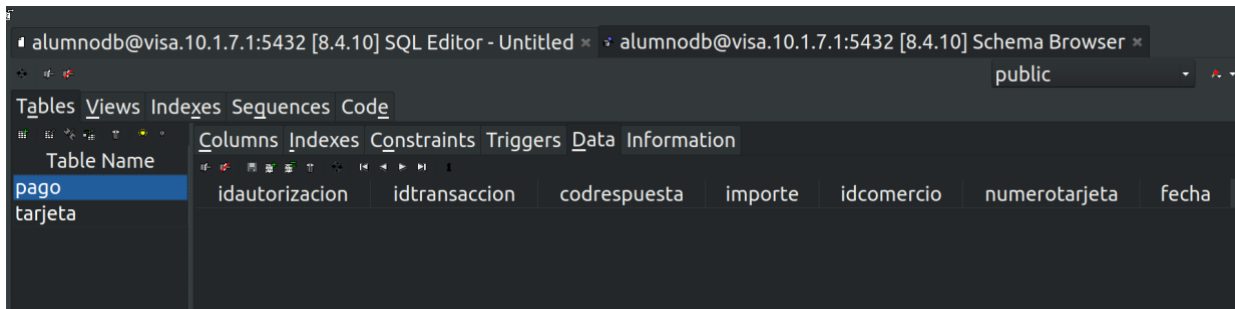 alumnodb@visa.10.1.7.1:5432 [8.4.10] SQL Editor - Untitled × alumnodb@visa.10.1.7.1:5432 [8.4.10] Schema Browser ×
public
Tables Views Indexes Sequences Code
Columns Indexes Constraints Triggers Data Information
Table Name
pago
tarjeta
idautorizacion idtransaccion codrespuesta importe idcomercio numerotarjeta fecha